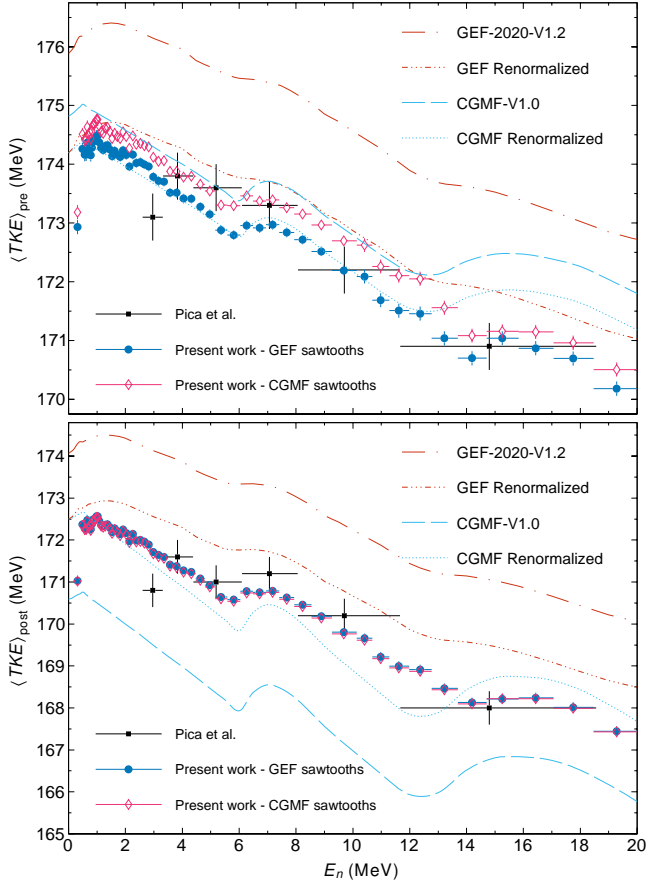 ⟨TKE⟩pre (MeV)
176
175
174
173
172
171
170
GEF-2020-V1.2
GEF Renormalized
CGMF-V1.0
CGMF Renormalized
Pica et al.
Present work - GEF sawtooths
Present work - CGMF sawtooths
⟨TKE⟩post (MeV)
174
173
172
171
170
169
168
167
166
165
GEF-2020-V1.2
GEF Renormalized
CGMF-V1.0
CGMF Renormalized
Pica et al.
Present work - GEF sawtooths
Present work - CGMF sawtooths
0 2 4 6 8 10 12 14 16 18 20
En (MeV)